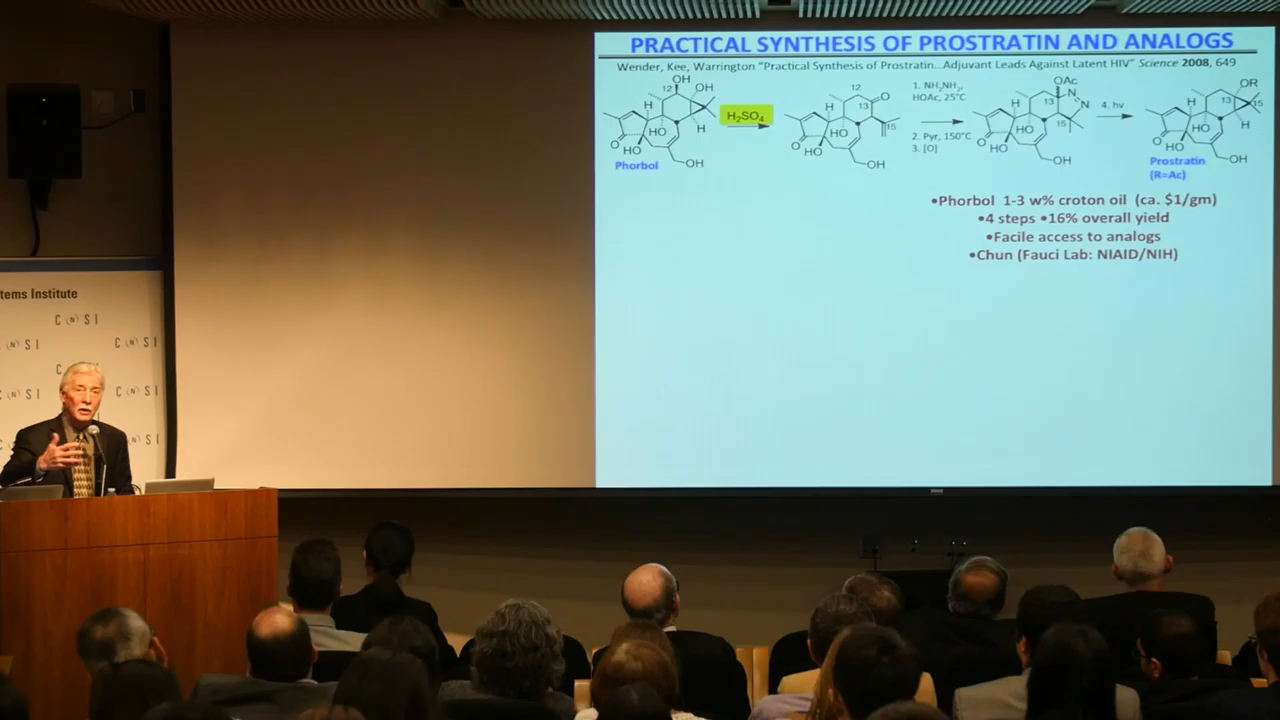 PRACTICAL SYNTHESIS OF PROSTRATIN AND ANALOGS
Wender, Kee, Warrington "Practical Synthesis of Prostratin...Adjuvant Leads Against Latent HIV" Science 2008, 649
OH
12
OH
H
HO
H
O
HO
OH
Phorbol
H₂SO₄
12
O
H
13
HO
15
O
HO
OH
1. NH₂NH₂,
HOAc, 25°C
2. Pyr, 150°C
3. [O]
OAc
N
N
H
13
HO
15
O
HO
OH
4. hv
OR
H
13
15
HO
H
O
HO
OH
Prostratin
(R=Ac)
•Phorbol 1-3 w% croton oil (ca. $1/gm)
•4 steps •16% overall yield
•Facile access to analogs
•Chun (Fauci Lab: NIAID/NIH)
tems Institute
C (N) S I
(N) S I
C (N) S I
C
(N) S I
C (N) S I
(N) S I